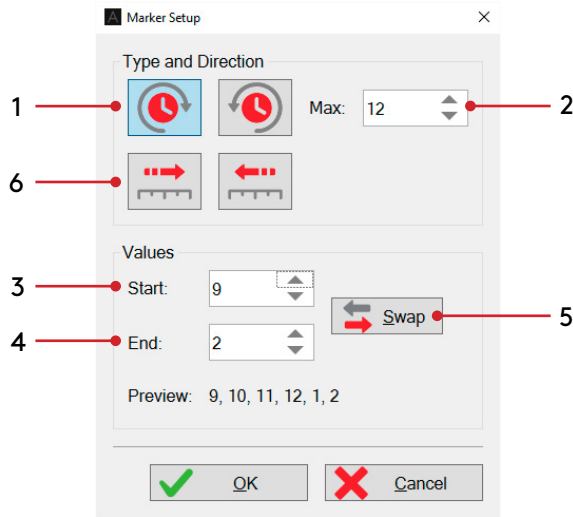 Marker Setup
Type and Direction
1
Max: 12
2
6
Values
3
Start: 9
Swap
5
4
End: 2
Preview: 9, 10, 11, 12, 1, 2
OK
Cancel